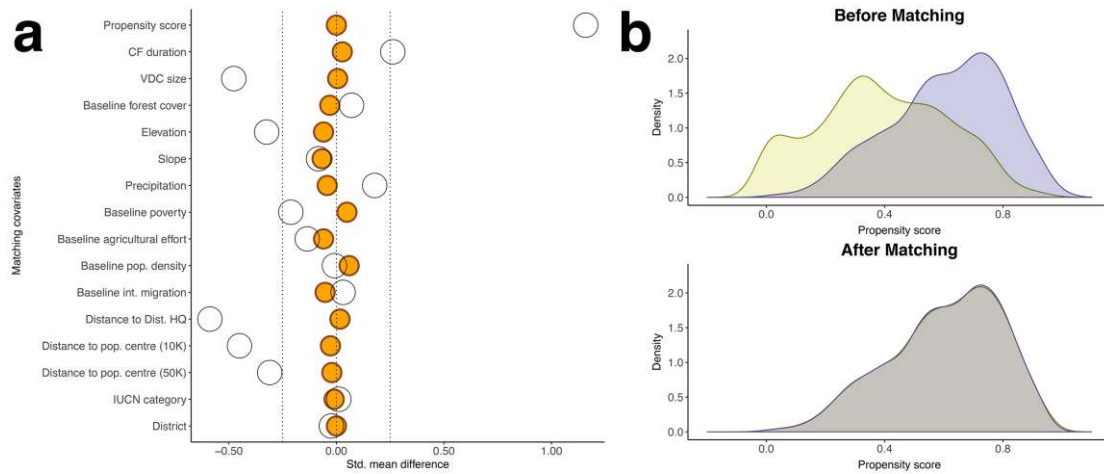 a
Matching covariates
Propensity score
CF duration
VDC size
Baseline forest cover
Elevation
Slope
Precipitation
Baseline poverty
Baseline agricultural effort
Baseline pop. density
Baseline int. migration
Distance to Dist. HQ
Distance to pop. centre (10K)
Distance to pop. centre (50K)
IUCN category
District
−0.50 0.00 0.50 1.00
Std. mean difference
b
Before Matching
Density
2.0
1.5
1.0
0.5
0.0
0.0 0.4 0.8
Propensity score
After Matching
Density
2.0
1.5
1.0
0.5
0.0
0.0 0.4 0.8
Propensity score